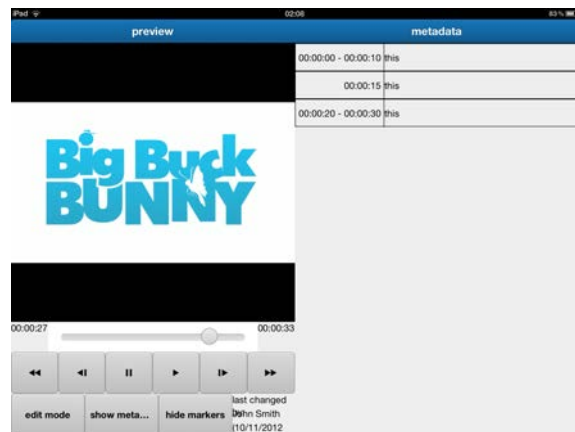 iPad 02:06 83%
preview metadata
00:00:00 - 00:00:10 this
00:00:15 this
00:00:20 - 00:00:30 this
Big Buck
BUNNY
00:00:27 00:00:33
edit mode show meta... hide markers
last changed
by
John Smith
(10/11/2012